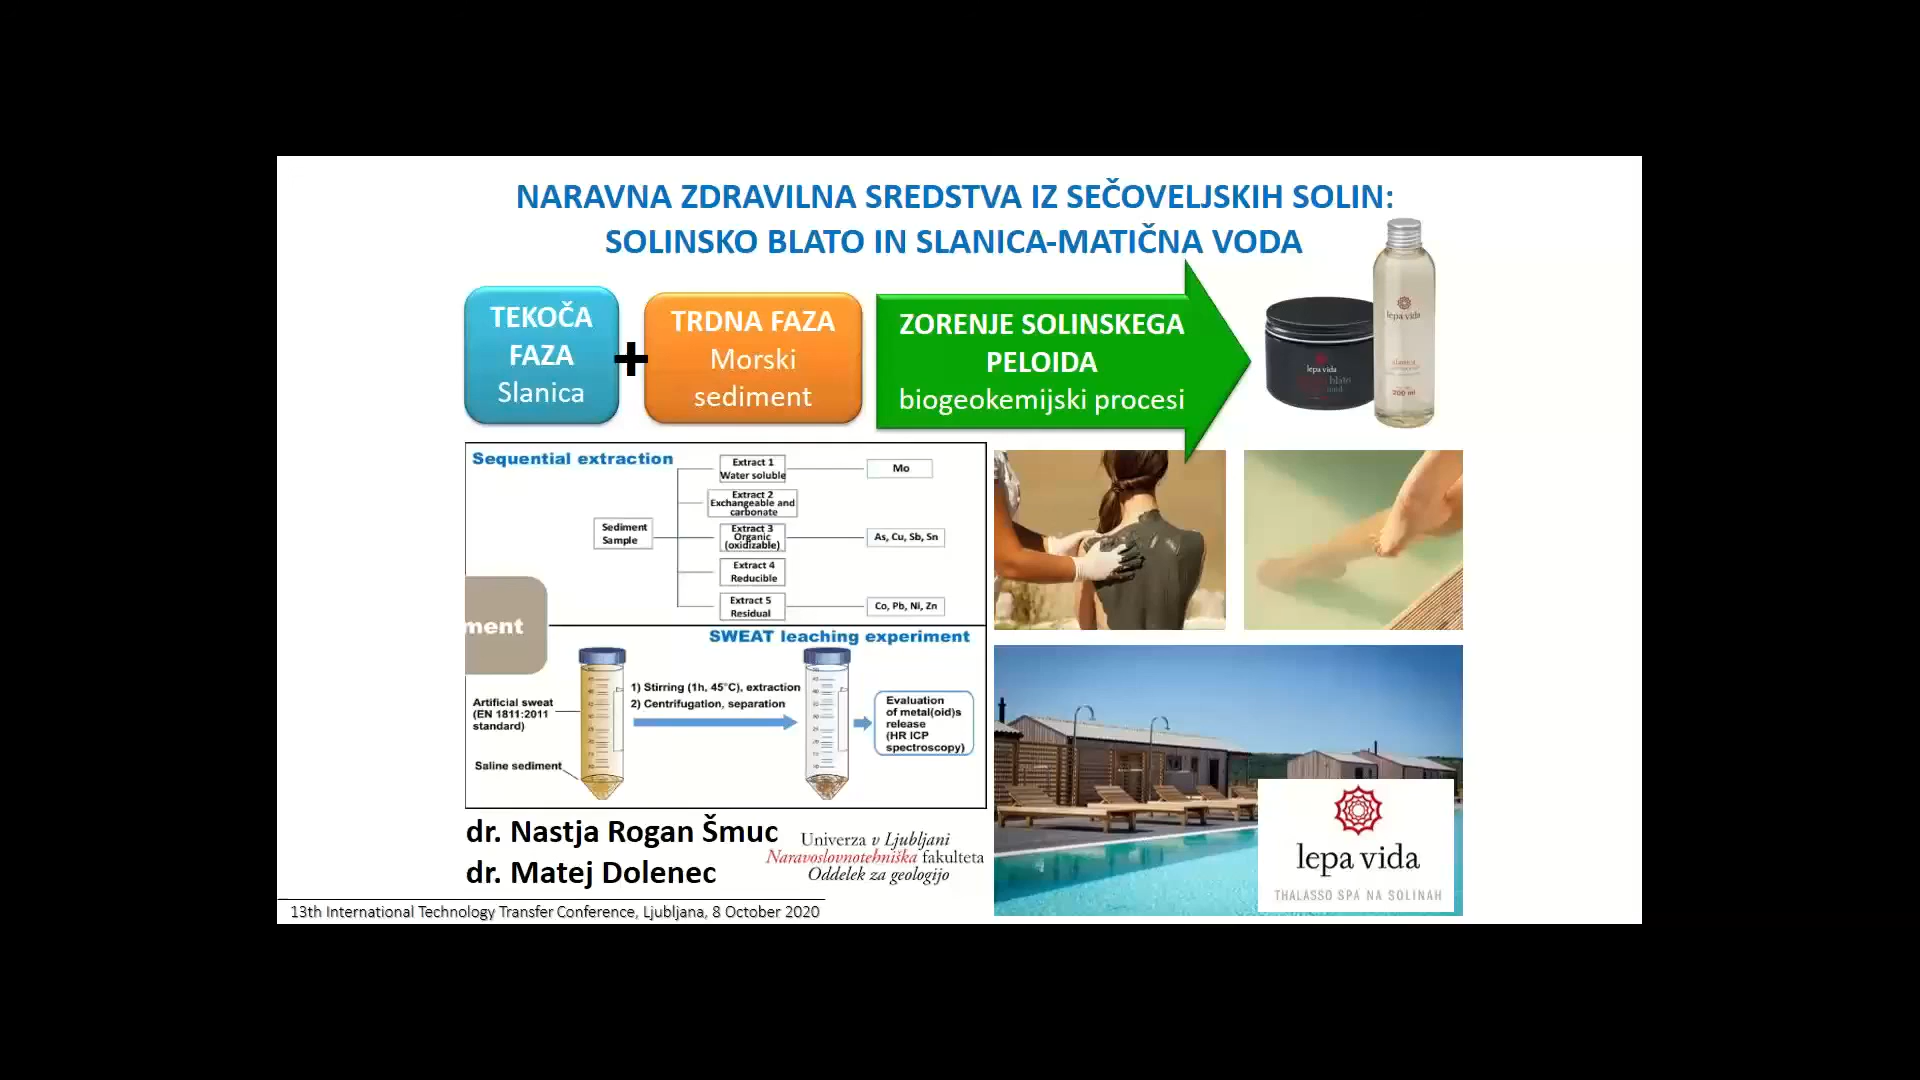 NARAVNA ZDRAVILNA SREDSTVA IZ SEČOVELJSKIH SOLIN:
SOLINSKO BLATO IN SLANICA-MATIČNA VODA
TEKOČA
FAZA
Slanica
+
TRDNA FAZA
Morski
sediment
ZORENJE SOLINSKEGA
PELOIDA
biogeokemijski procesi
lepa vida
blato
lepa vida
200 ml
Sequential extraction
Sediment
Sample
Extract 1
Water soluble
Mo
Extract 2
Exchangeable and
carbonate
Extract 3
Organic
(oxidizable)
As, Cu, Sb, Sn
Extract 4
Reducible
Extract 5
Residual
Co, Pb, Ni, Zn
ment
SWEAT leaching experiment
Artificial sweat
(EN 1811:2011
standard)
Saline sediment
1) Stirring (1h, 45°C), extraction
2) Centrifugation, separation
Evaluation
of metal(oid)s
release
(HR ICP
spectroscopy)
dr. Nastja Rogan Šmuc
dr. Matej Dolenec
Univerza v Ljubljani
Naravoslovnotehniška fakulteta
Oddelek za geologijo
lepa vida
THALASSO SPA NA SOLINAH
13th International Technology Transfer Conference, Ljubljana, 8 October 2020